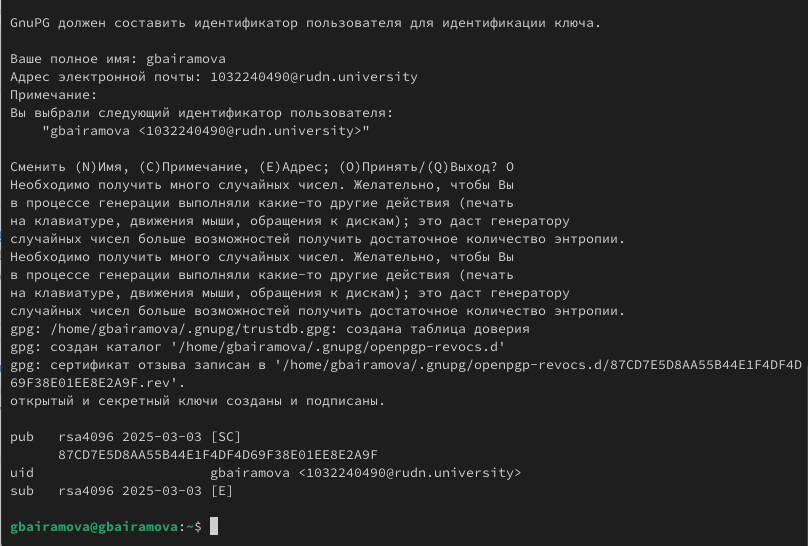 GnuPG должен составить идентификатор пользователя для идентификации ключа.
Ваше полное имя: gbairamova
Адрес электронной почты: 1032240490@rudn.university
Примечание:
Вы выбрали следующий идентификатор пользователя:
"gbairamova <1032240490@rudn.university>"
Сменить (N)Имя, (C)Примечание, (E)Адрес; (O)Принять/(Q)Выход? O
Необходимо получить много случайных чисел. Желательно, чтобы Вы
в процессе генерации выполняли какие-то другие действия (печать
на клавиатуре, движения мыши, обращения к дискам); это даст генератору
случайных чисел больше возможностей получить достаточное количество энтропии.
Необходимо получить много случайных чисел. Желательно, чтобы Вы
в процессе генерации выполняли какие-то другие действия (печать
на клавиатуре, движения мыши, обращения к дискам); это даст генератору
случайных чисел больше возможностей получить достаточное количество энтропии.
gpg: /home/gbairamova/.gnupg/trustdb.gpg: создана таблица доверия
gpg: создан каталог '/home/gbairamova/.gnupg/openpgp-revocs.d'
gpg: сертификат отзыва записан в '/home/gbairamova/.gnupg/openpgp-revocs.d/87CD7E5D8AA55B44E1F4DF4D
69F38E01EE8E2A9F.rev'.
открытый и секретный ключи созданы и подписаны.
pub   rsa4096 2025-03-03 [SC]
87CD7E5D8AA55B44E1F4DF4D69F38E01EE8E2A9F
uid                      gbairamova <1032240490@rudn.university>
sub   rsa4096 2025-03-03 [E]
gbairamova@gbairamova:~$